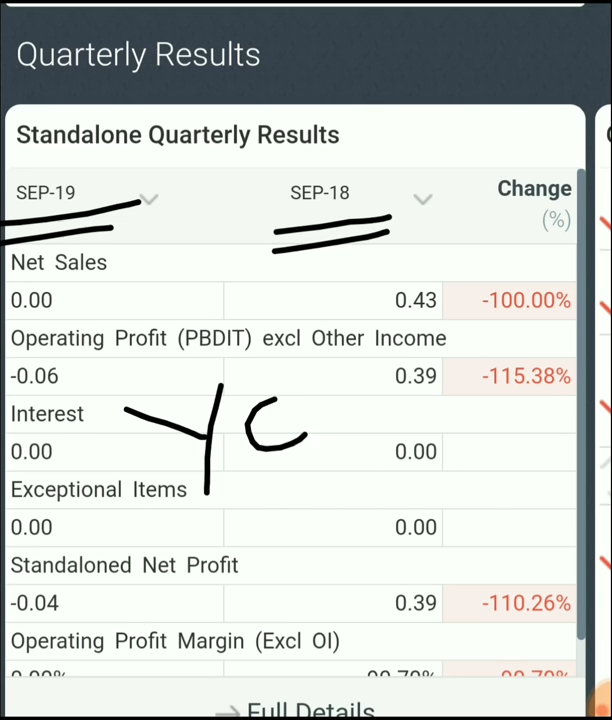 Quarterly Results
Standalone Quarterly Results
SEP-19 SEP-18 Change
(%)
Net Sales
0.00 0.43 -100.00%
Operating Profit (PBDIT) excl Other Income
-0.06 0.39 -115.38%
Interest
YC
0.00 0.00
Exceptional Items
0.00 0.00
Standaloned Net Profit
-0.04 0.39 -110.26%
Operating Profit Margin (Excl OI)
→ Full Details